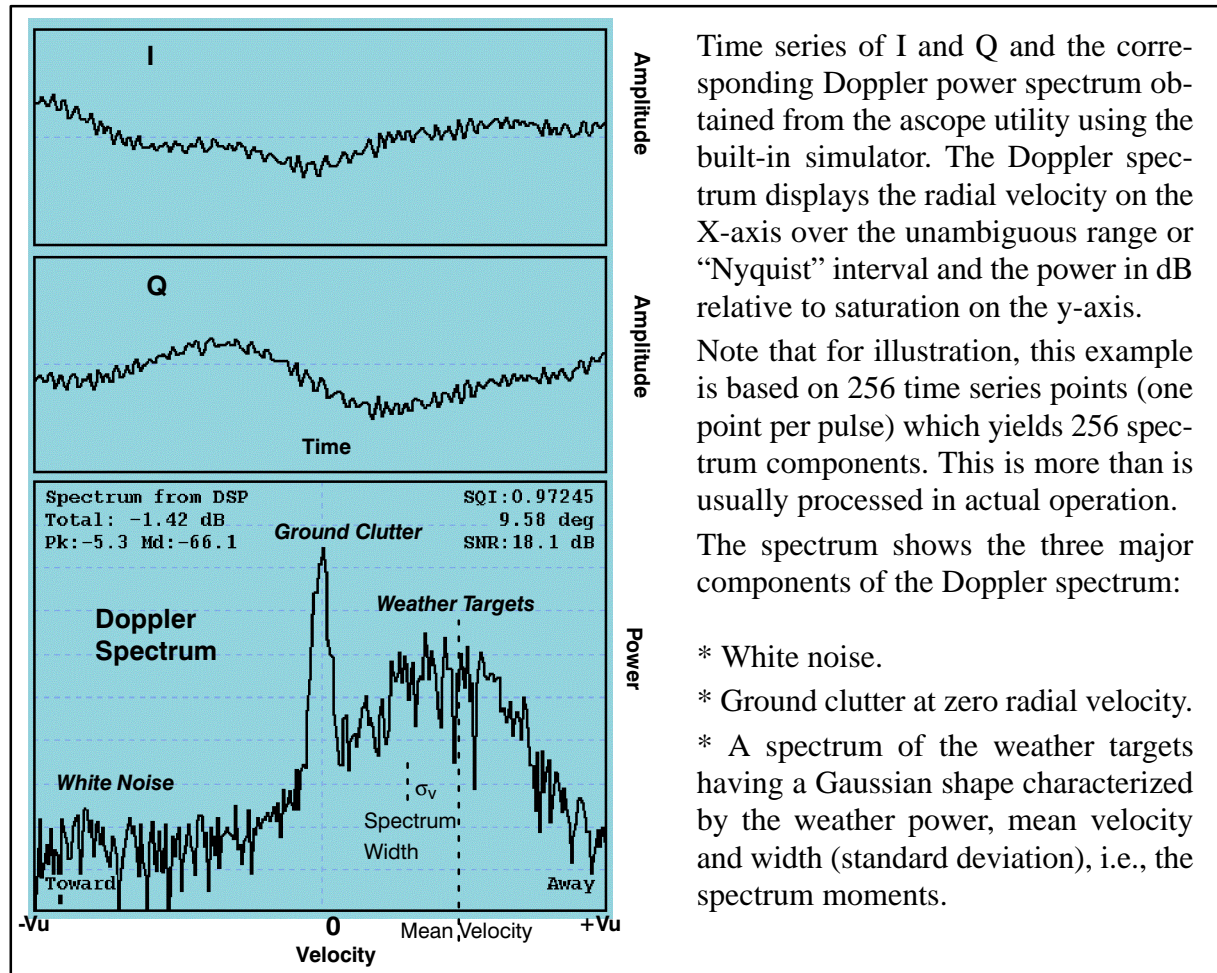 I
Amplitude
Q
Amplitude
Time
Spectrum from DSP
Total: -1.42 dB
Pk:-5.3 Md:-66.1
SQI:0.97245
9.58 deg
SNR:18.1 dB
Ground Clutter
Weather Targets
Doppler
Spectrum
Power
White Noise
σv
Spectrum
Width
Toward
Away
-Vu
0
+Vu
Mean Velocity
Velocity
Time series of I and Q and the corre-
sponding Doppler power spectrum ob-
tained from the ascope utility using the
built-in simulator. The Doppler spec-
trum displays the radial velocity on the
X-axis over the unambiguous range or
“Nyquist” interval and the power in dB
relative to saturation on the y-axis.
Note that for illustration, this example
is based on 256 time series points (one
point per pulse) which yields 256 spec-
trum components. This is more than is
usually processed in actual operation.
The spectrum shows the three major
components of the Doppler spectrum:
* White noise.
* Ground clutter at zero radial velocity.
* A spectrum of the weather targets
having a Gaussian shape characterized
by the weather power, mean velocity
and width (standard deviation), i.e., the
spectrum moments.